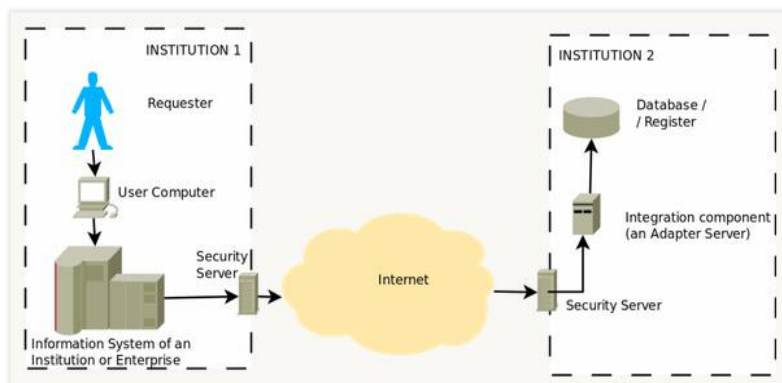 INSTITUTION 1
Requester
User Computer
Security
Server
Information System of an
Institution or Enterprise
Internet
INSTITUTION 2
Database /
/ Register
Integration component
(an Adapter Server)
Security Server